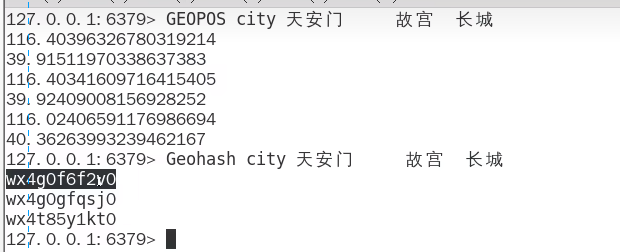 127.0.0.1:6379> GEOPOS city 天安门 故宫 长城
116.40396326780319214
39.91511970338637383
116.40341609716415405
39.92409008156928252
116.02406591176986694
40.36263993239462167
127.0.0.1:6379> Geohash city 天安门 故宫 长城
wx4g0f6f2v0
wx4g0gfqsj0
wx4t85y1kt0
127.0.0.1:6379>